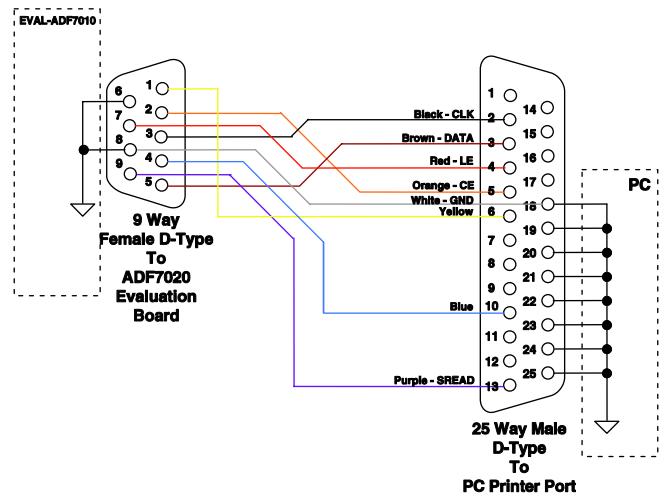 EVAL-ADF7010
6
7
8
9
1
2
3
4
5
9 Way
Female D-Type
To
ADF7020
Evaluation
Board
Black - CLK
Brown - DATA
Red - LE
Orange - CE
White - GND
Yellow
Blue
Purple - SREAD
1
2
3
4
5
6
7
8
9
10
11
12
13
14
15
16
17
18
19
20
21
22
23
24
25
25 Way Male
D-Type
To
PC Printer Port
PC